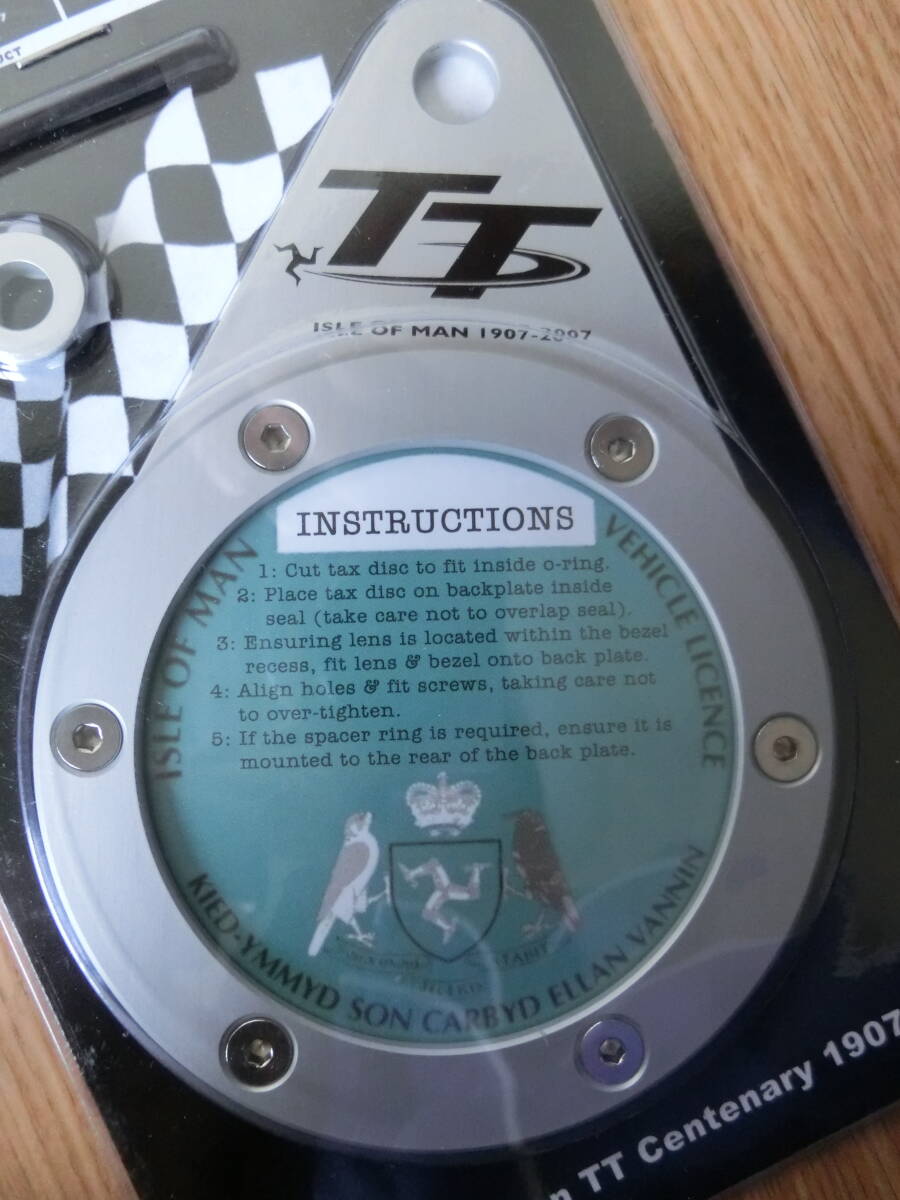 UCT
TT
ISLE OF MAN 1907-2007
INSTRUCTIONS
1: Cut tax disc to fit inside o-ring.
2: Place tax disc on backplate inside
seal (take care not to overlap seal).
3: Ensuring lens is located within the bezel
recess, fit lens & bezel onto back plate.
4: Align holes & fit screws, taking care not
to over-tighten.
5: If the spacer ring is required, ensure it is
mounted to the rear of the back plate.
ISLE OF MAN
VEHICLE LICENCE
STABIT
KIED-YMMYD SON CARBYD ELLAN VANNIN
n TT Centenary 1907